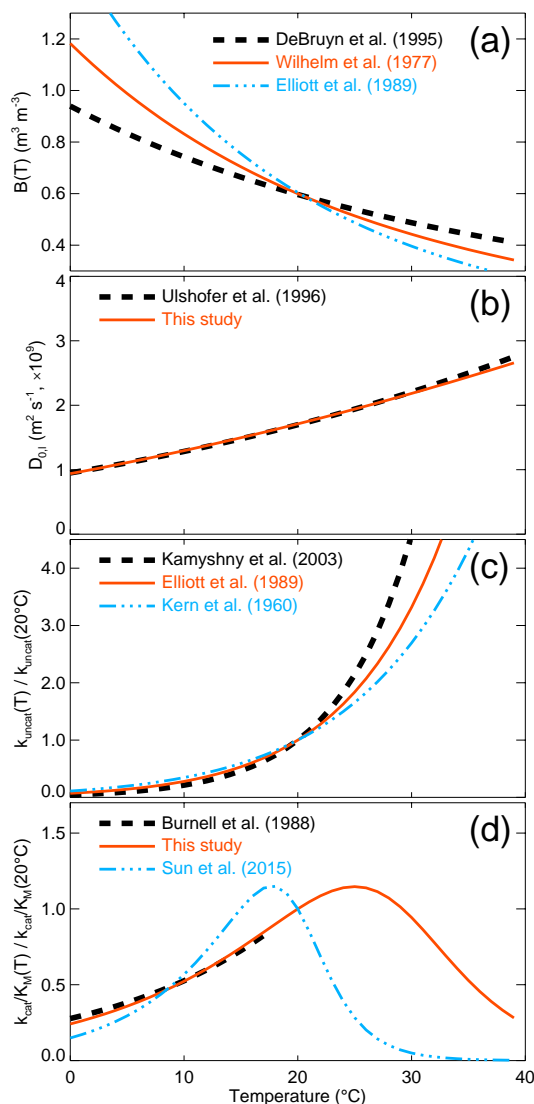 (a)
DeBruyn et al. (1995)
Wilhelm et al. (1977)
Elliott et al. (1989)
B(T) (m³ m⁻³)
1.2
1.0
0.8
0.6
0.4
(b)
Ulshofer et al. (1996)
This study
D₀,ₗ (m² s⁻¹, ×10⁹)
3
2
1
0
(c)
Kamyshny et al. (2003)
Elliott et al. (1989)
Kern et al. (1960)
k_uncat(T) / k_uncat(20°C)
4.0
3.0
2.0
1.0
0.0
(d)
Burnell et al. (1988)
This study
Sun et al. (2015)
k_cat/K_M(T) / k_cat/K_M(20°C)
1.5
1.0
0.5
0.0
0 10 20 30 40
Temperature (°C)